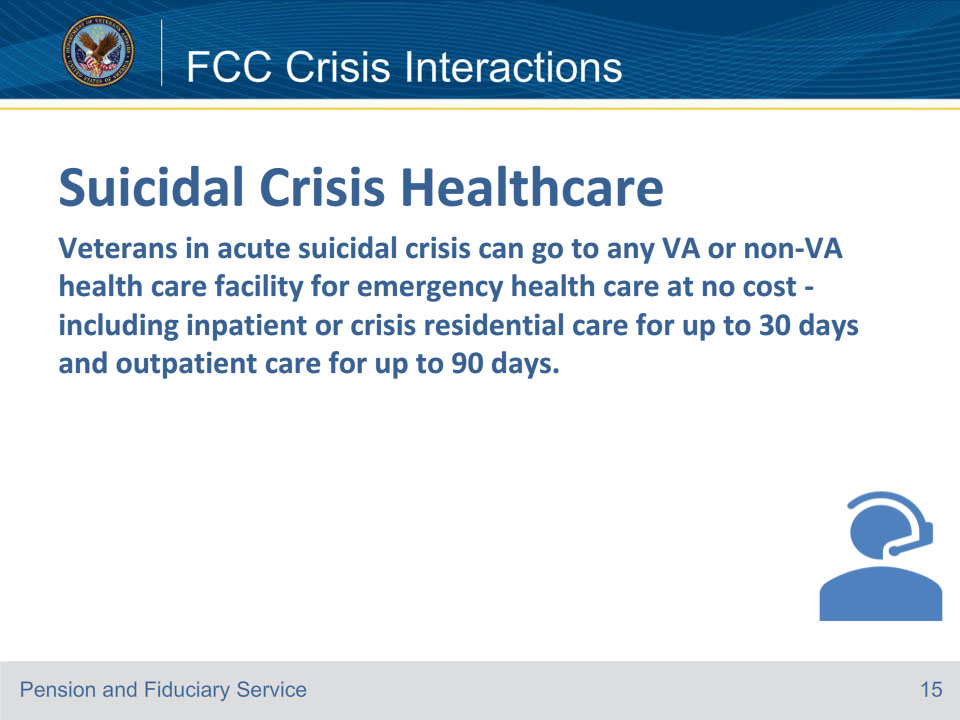 FCC Crisis Interactions
Suicidal Crisis Healthcare
Veterans in acute suicidal crisis can go to any VA or non-VA
health care facility for emergency health care at no cost -
including inpatient or crisis residential care for up to 30 days
and outpatient care for up to 90 days.
Pension and Fiduciary Service
15